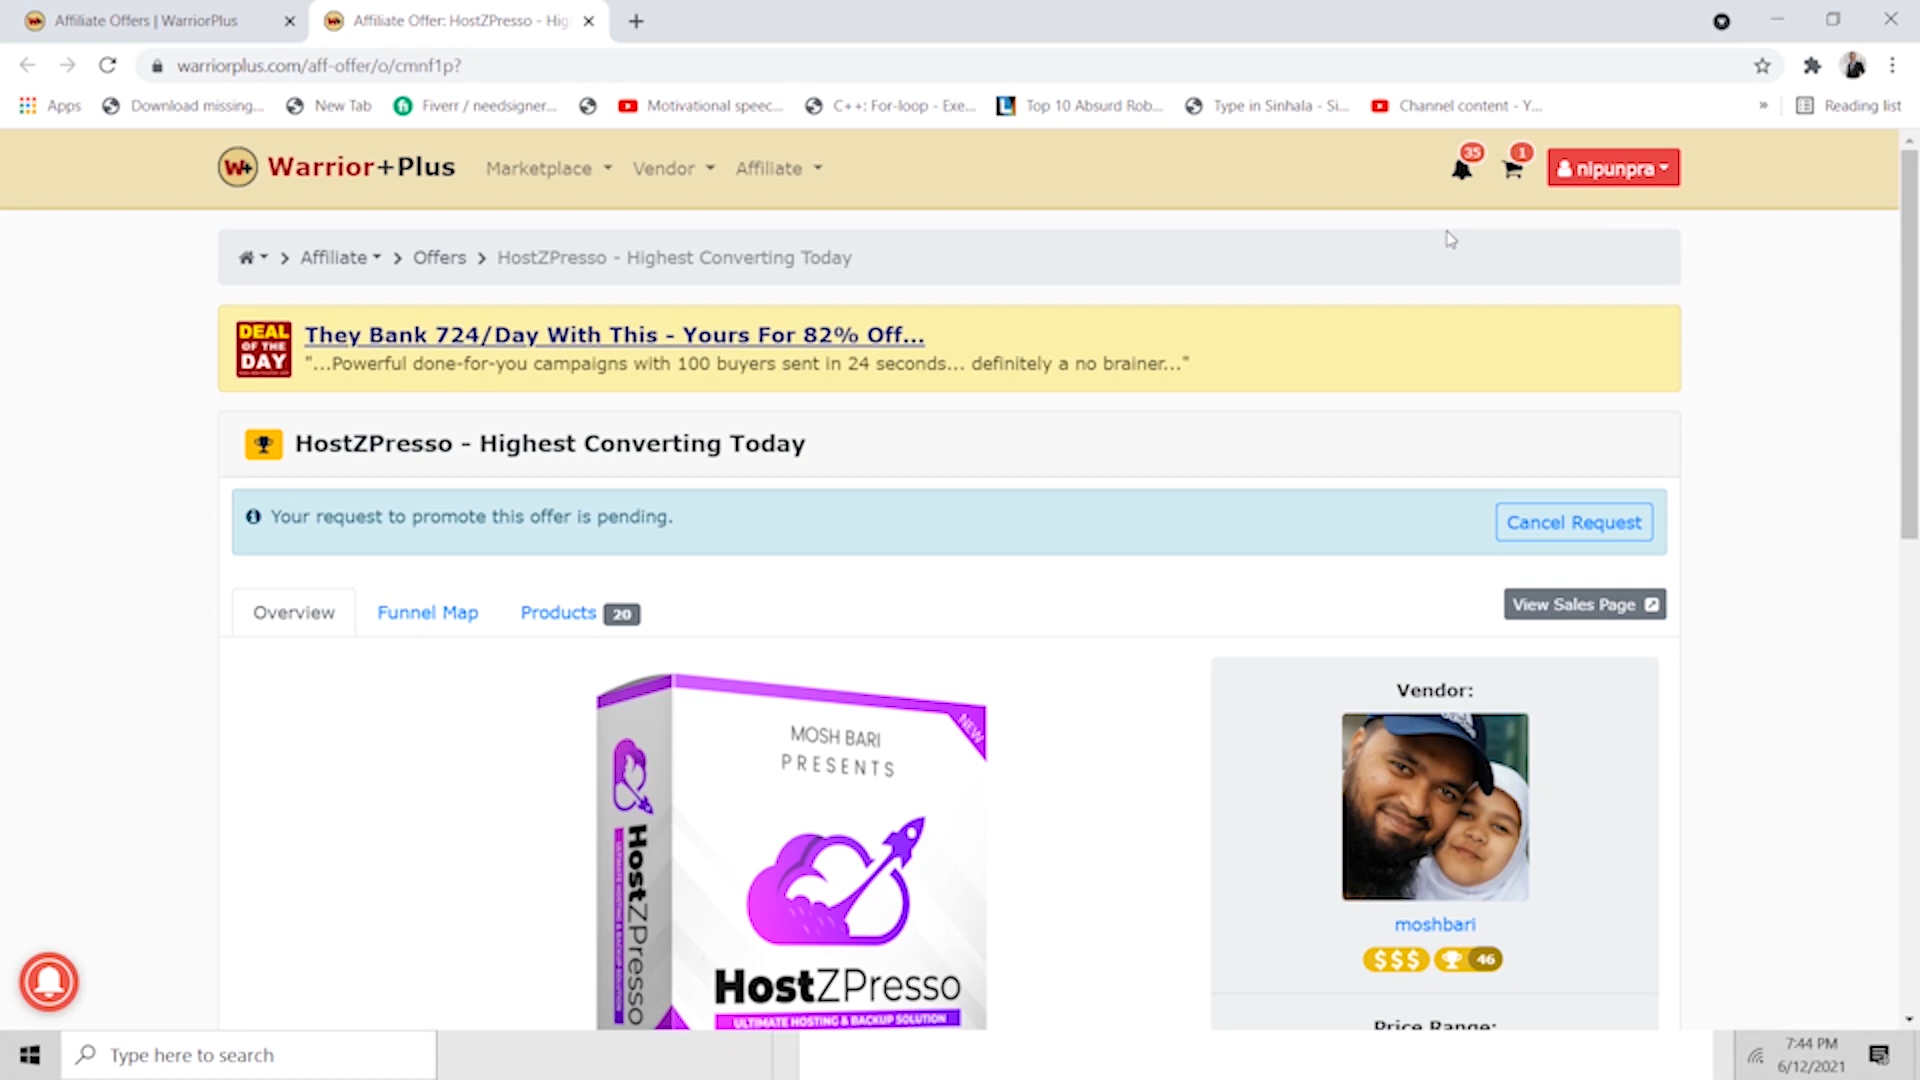 Affiliate Offers | WarriorPlus
Affiliate Offer: HostZPresso - Hig
warriorplus.com/aff-offer/o/cmnf1p?
Apps
Download missing...
New Tab
Fiverr / needsigner...
Motivational speec...
C++: For-loop - Exe...
Top 10 Absurd Rob...
Type in Sinhala - Si...
Channel content - Y...
»
Reading list
W+ Warrior+Plus
Marketplace
Vendor
Affiliate
35
1
nipunpra
> Affiliate > Offers > HostZPresso - Highest Converting Today
DEAL
OF THE
DAY
They Bank 724/Day With This - Yours For 82% Off...
"...Powerful done-for-you campaigns with 100 buyers sent in 24 seconds... definitely a no brainer..."
HostZPresso - Highest Converting Today
Your request to promote this offer is pending.
Cancel Request
Overview
Funnel Map
Products 20
View Sales Page
NEW
MOSH BARI
PRESENTS
HostZPresso
ULTIMATE HOSTING & BACKUP SOLUTION
HostZPresso
ULTIMATE HOSTING & BACKUP SOLUTION
Vendor:
moshbari
$$$
46
Price Range:
Type here to search
7:44 PM
6/12/2021